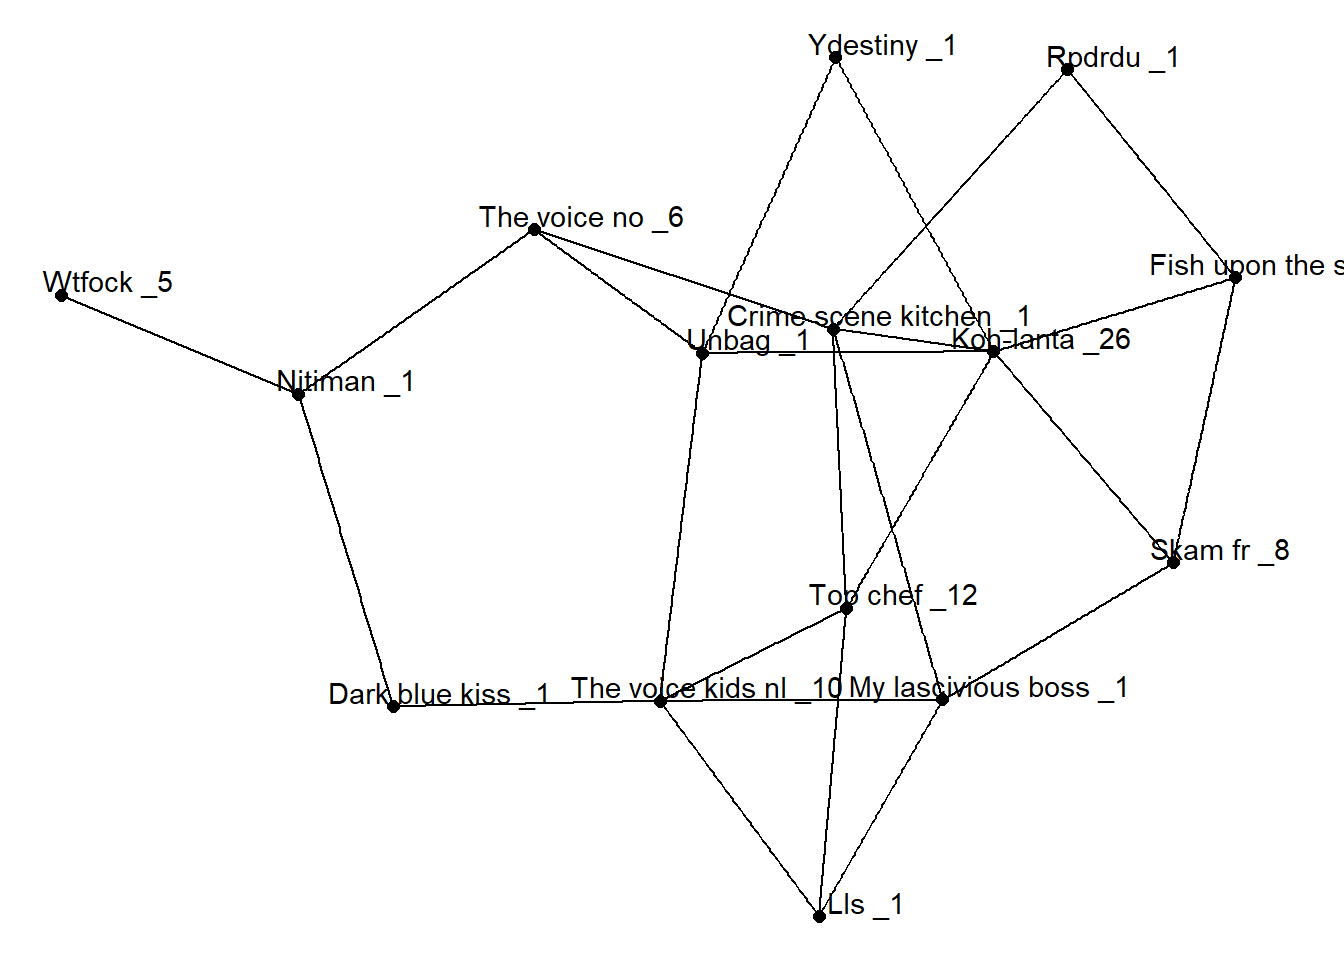 Ydestiny _1
Rpdrdu _1
The voice no _6
Fish upon the s
Wtfock _5
Crime scene kitchen _1
Unbag _1
Koh-lanta _26
Nitiman _1
Skam fr _8
Top chef _12
Dark blue kiss _1
The voice kids nl _10
My lascivious boss _1
Lls _1